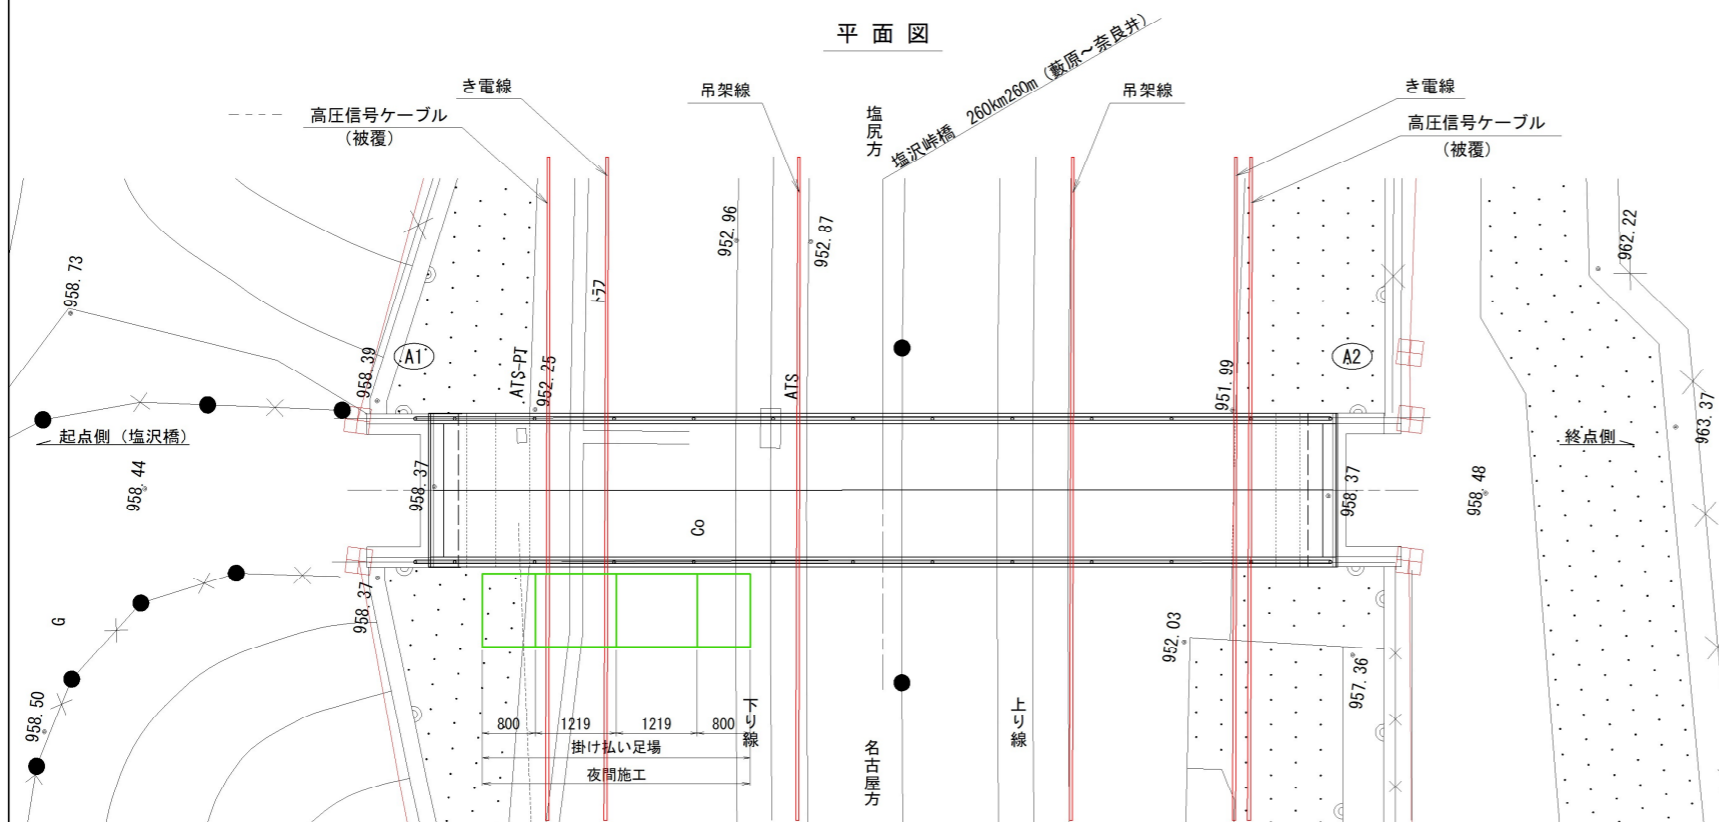 平面図
塩沢峠橋 260km260m (藪原～奈良井)
き電線
高圧信号ケーブル
(被覆)
吊架線
塩尻方
吊架線
き電線
高圧信号ケーブル
(被覆)
958.73
952.96
952.87
962.22
トラフ
A1
958.39
ATS-PT
952.25
ATS
951.99
A2
963.37
起点側 (塩沢橋)
終点側
958.44
958.37
Co
958.37
958.48
G
958.37
952.03
957.36
958.50
800
1219
1219
800
下り線
上り線
掛け払い足場
夜間施工
名古屋方